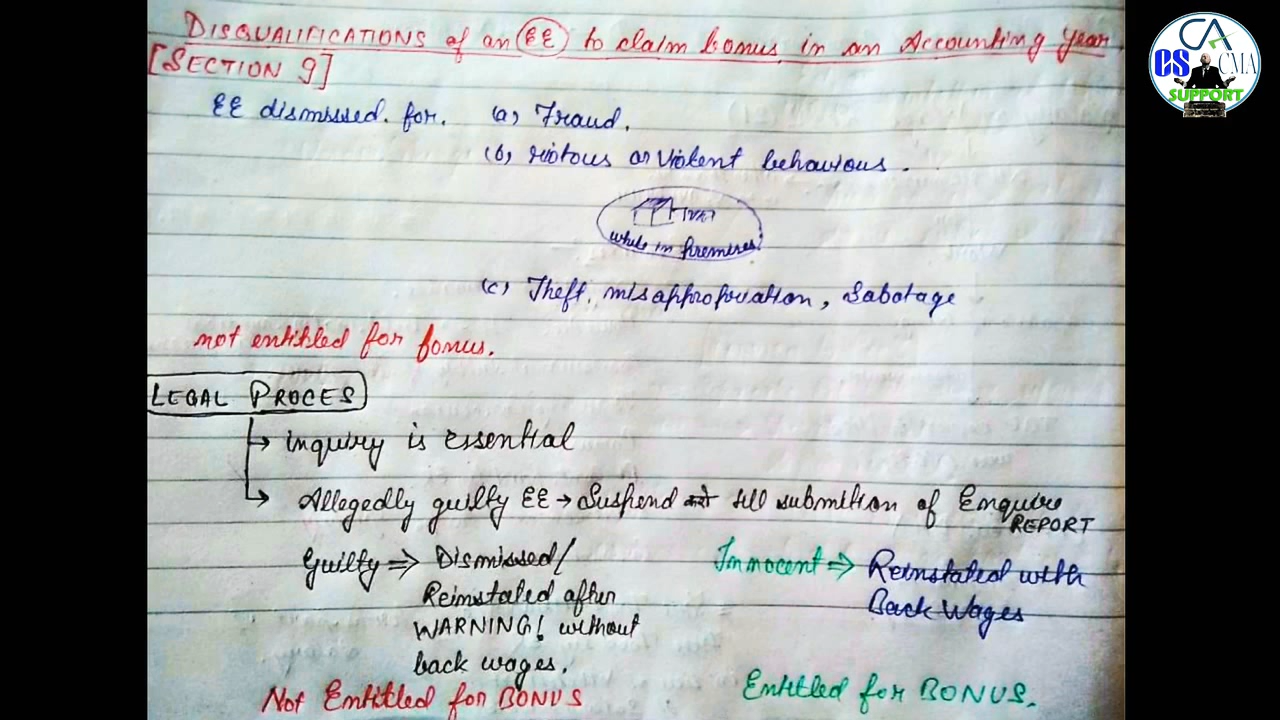 DISQUALIFICATIONS of an EE to claim bonus in an Accounting year
[SECTION 9]
EE dismissed for. (a) Fraud.
(b) riotous or violent behaviour.
while in premises
(c) Theft, misappropriation, Sabotage
not entitled for bonus.
LEGAL PROCES
→ inquiry is essential
→ Allegedly guilty EE → Suspend till submition of Enquire
REPORT
Guilty ⇒ Dismissed/
Reinstated after
WARNING! without
back wages.
Innocent ⇒ Reinstated with
Back Wages
Not Entitled for BONUS
Entitled for BONUS.
CA
CS CMA
SUPPORT